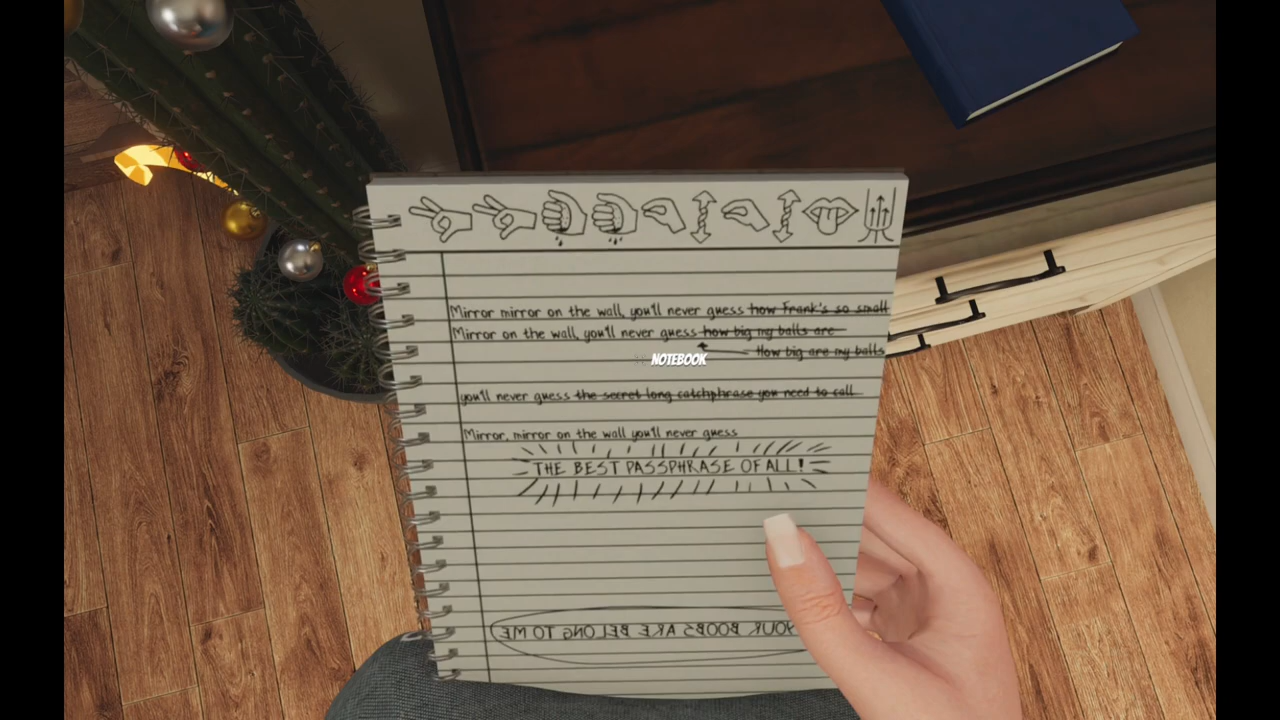 Mirror mirror on the wall, you'll never guess how Frank's so small
Mirror on the wall, you'll never guess how big my balls are
How big are my balls
NOTEBOOK
you'll never guess the secret long catchphrase you need to call
Mirror, mirror on the wall you'll never guess
THE BEST PASSPHRASE OF ALL!
YOUR BOOBS ARE BELONG TO ME